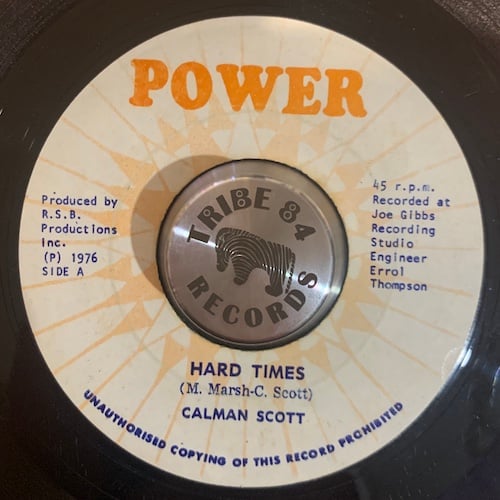 POWER
Produced by
R.S.B.
Productions
Inc.
(P) 1976
SIDE A
45 r.p.m.
Recorded at
Joe Gibbs
Recording
Studio
Engineer
Errol
Thompson
TRIBE 84
RECORDS
HARD TIMES
(M. Marsh-C. Scott)
CALMAN SCOTT
UNAUTHORISED COPYING OF THIS RECORD PROHIBITED